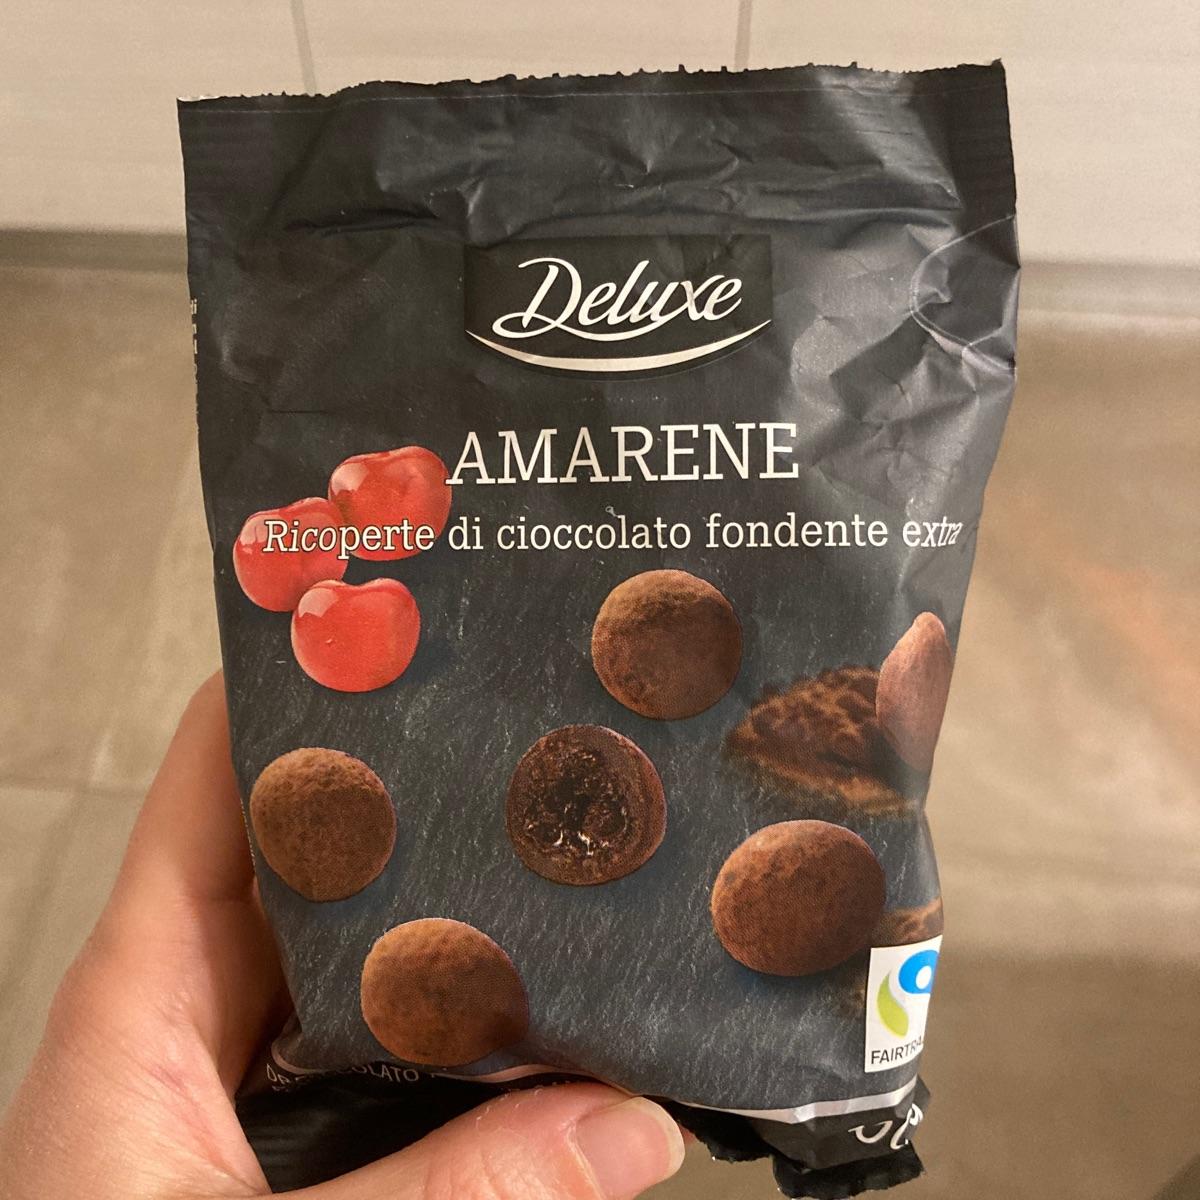 Deluxe
AMARENE
Ricoperte di cioccolato fondente extra